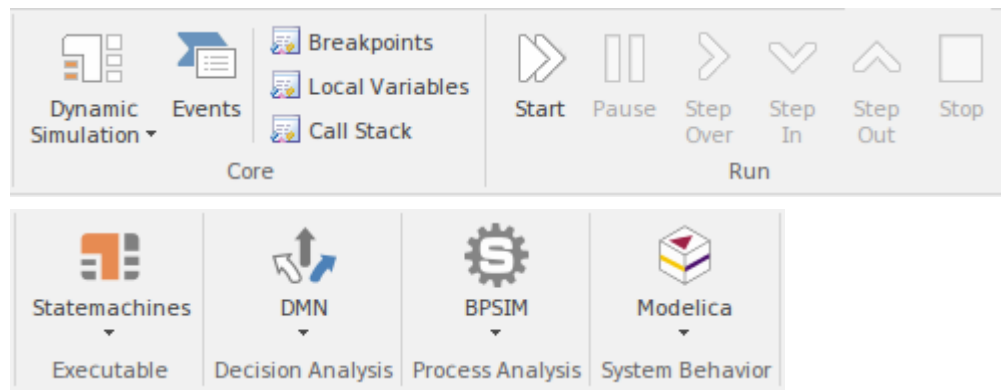 Breakpoints
Local Variables
Call Stack
Dynamic
Simulation
Events
Core
Start
Pause
Step
Over
Step
In
Step
Out
Stop
Run
Statemachines
Executable
DMN
Decision Analysis
S
BPSIM
Process Analysis
Modelica
System Behavior